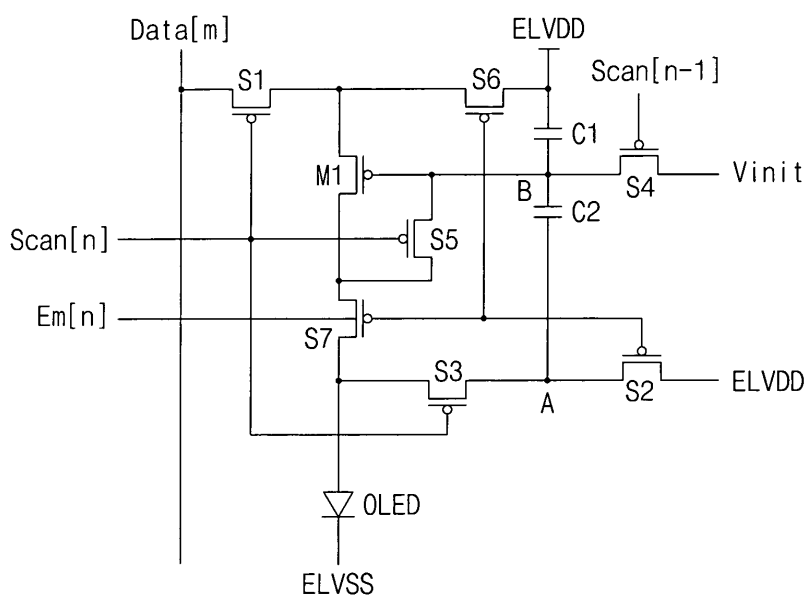 Data[m]
ELVDD
S1
S6
Scan[n-1]
C1
M1
B
S4
Vinit
C2
Scan[n]
S5
Em[n]
S7
S3
S2
ELVDD
A
OLED
ELVSS